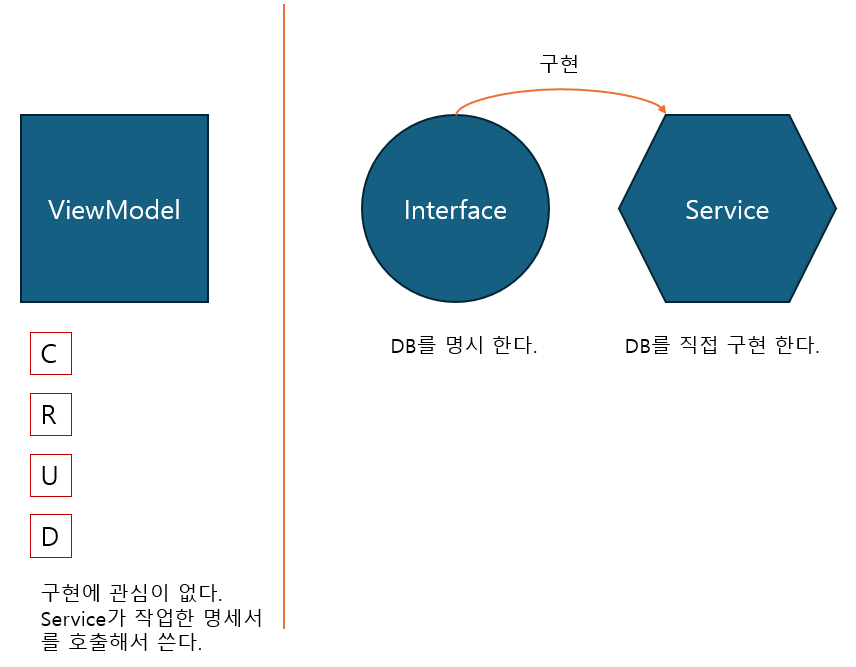 구현
ViewModel
Interface
Service
DB를 명시 한다.
DB를 직접 구현 한다.
C
R
U
D
구현에 관심이 없다.
Service가 작업한 명세서
를 호출해서 쓴다.